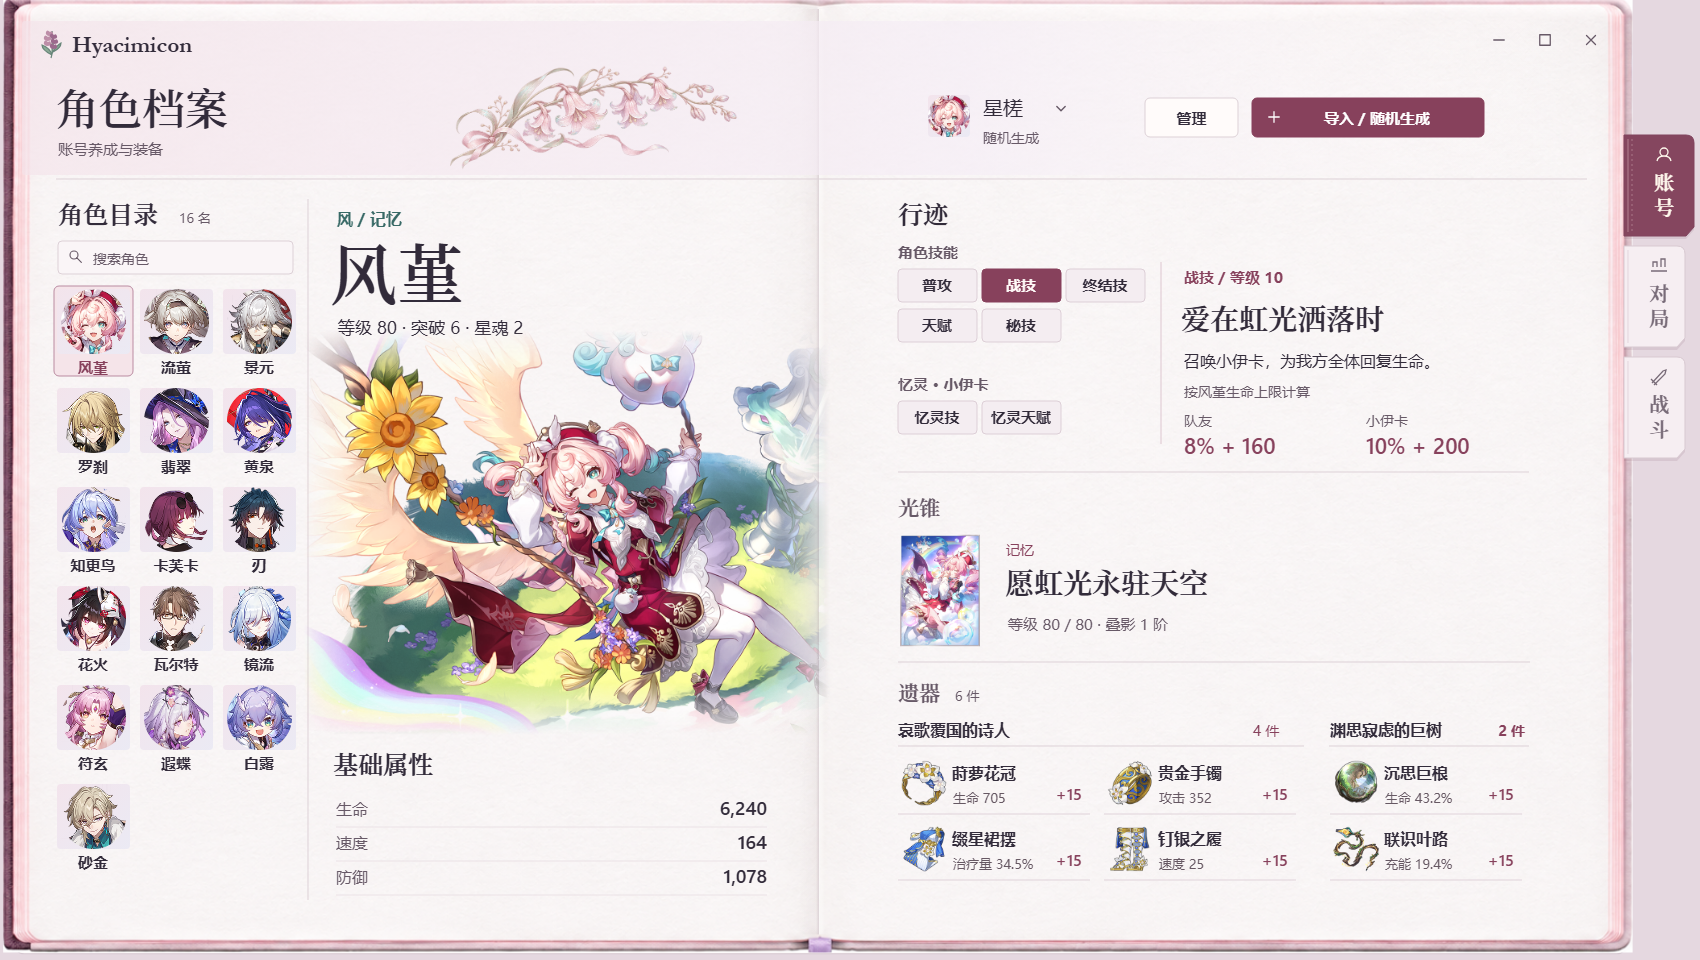 Hyacimicon
角色档案
账号养成与装备
星槎
随机生成
管理
导入 / 随机生成
账号
对局
战斗
角色目录
16 名
搜索角色
风堇
流萤
景元
罗刹
翡翠
黄泉
知更鸟
卡芙卡
刃
花火
瓦尔特
镜流
符玄
遐蝶
白露
砂金
风 / 记忆
风堇
等级 80 · 突破 6 · 星魂 2
基础属性
生命 6,240
速度 164
防御 1,078
行迹
角色技能
普攻
战技
终结技
天赋
秘技
忆灵 • 小伊卡
忆灵技
忆灵天赋
战技 / 等级 10
爱在虹光洒落时
召唤小伊卡，为我方全体回复生命。
按风堇生命上限计算
队友
小伊卡
8% + 160
10% + 200
光锥
记忆
愿虹光永驻天空
等级 80 / 80 · 叠影 1 阶
遗器
6 件
哀歌覆国的诗人
4 件
渊思寂虑的巨树
2 件
莳萝花冠
生命 705
+15
贵金手镯
攻击 352
+15
沉思巨桹
生命 43.2%
+15
缀星裙摆
治疗量 34.5%
+15
钉银之履
速度 25
+15
联识叶路
充能 19.4%
+15